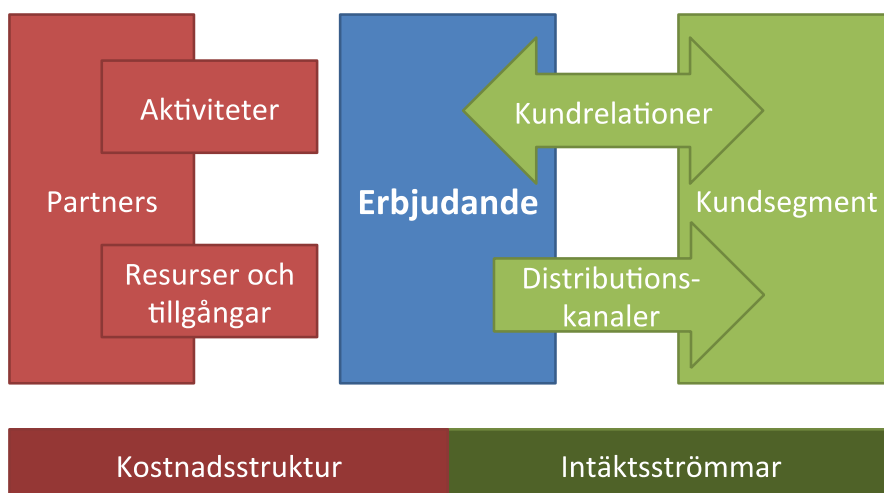 Aktiviteter
Kundrelationer
Partners
Erbjudande
Kundsegment
Resurser och
tillgångar
Distributions-
kanaler
Kostnadsstruktur
Intäktsströmmar